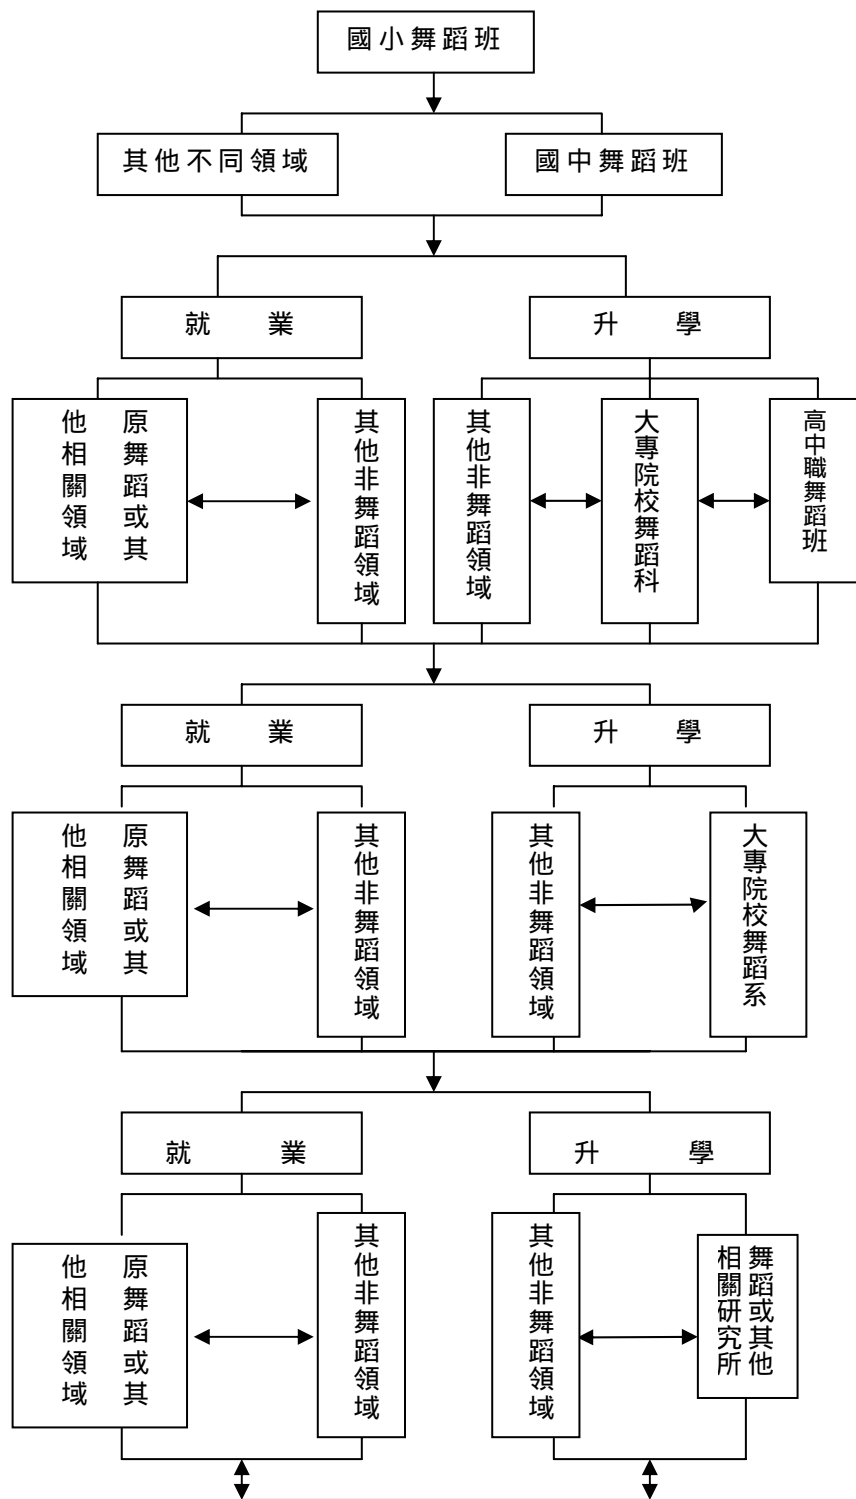 國小舞蹈班
其他不同領域
國中舞蹈班
就 業
升 學
原舞蹈或其
他相關領域
其他非舞蹈領域
其他非舞蹈領域
大專院校舞蹈科
高中職舞蹈班
就 業
升 學
原舞蹈或其
他相關領域
其他非舞蹈領域
其他非舞蹈領域
大專院校舞蹈系
就 業
升 學
原舞蹈或其
他相關領域
其他非舞蹈領域
其他非舞蹈領域
舞蹈或其他
相關研究所